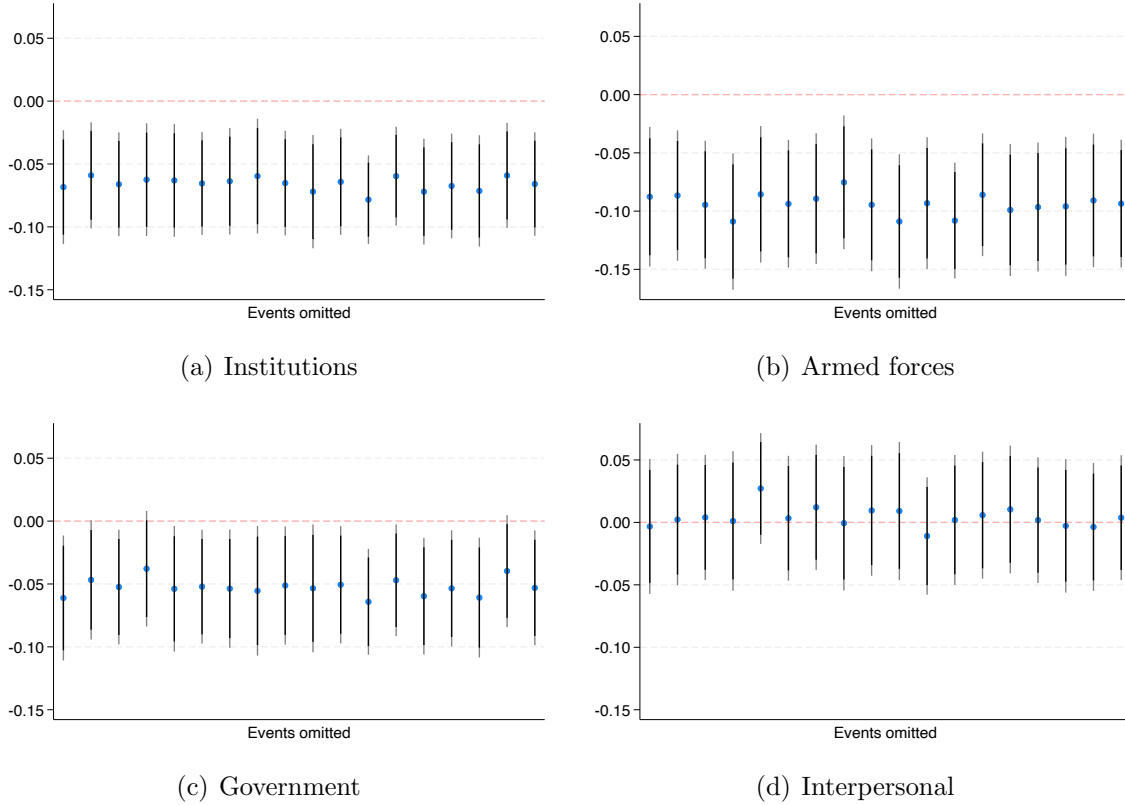 0.05
0.00
-0.05
-0.10
-0.15
Events omitted
(a) Institutions
0.05
0.00
-0.05
-0.10
-0.15
Events omitted
(b) Armed forces
0.05
0.00
-0.05
-0.10
-0.15
Events omitted
(c) Government
0.05
0.00
-0.05
-0.10
-0.15
Events omitted
(d) Interpersonal